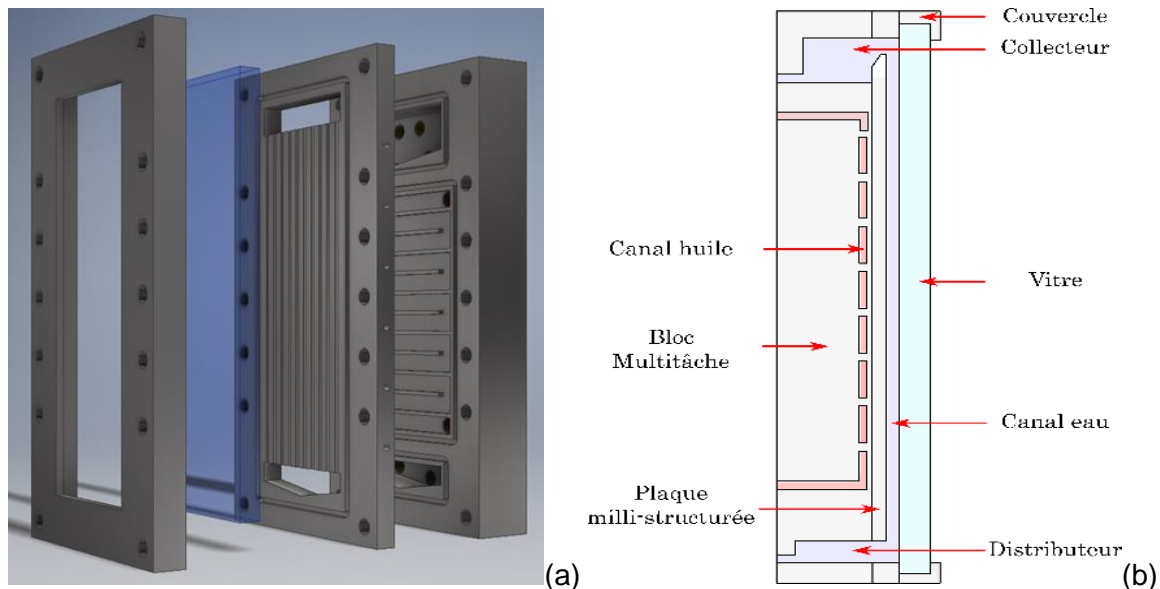 Couvercle
Collecteur
Canal huile
Vitre
Bloc
Multitâche
Canal eau
Plaque
milli-structurée
Distributeur
(a)
(b)